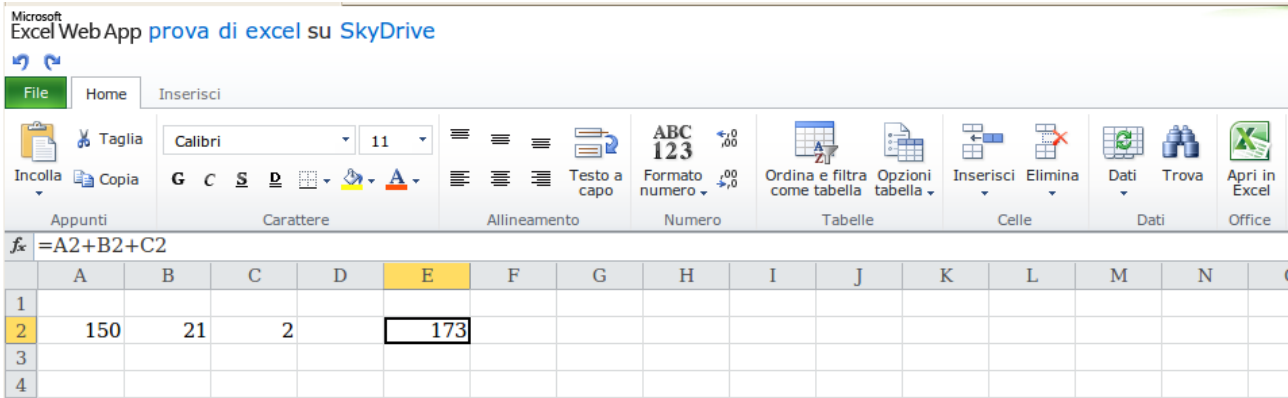 Microsoft
Excel Web App prova di excel su SkyDrive
File Home Inserisci
Taglia Calibri 11 ABC 123
Incolla Copia G C S D A Testo a capo Formato numero Ordina e filtra come tabella Opzioni tabella Inserisci Elimina Dati Trova Apri in Excel
Appunti Carattere Allineamento Numero Tabelle Celle Dati Office
fx =A2+B2+C2
A B C D E F G H I J K L M N
1
2 150 21 2 173
3
4